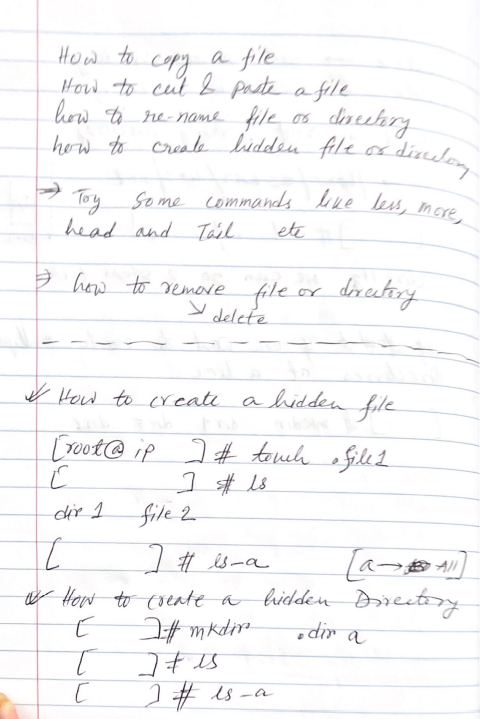 How to copy a file
How to cut & paste a file
how to re-name file or directory
how to create hidden file or directory
⇒ Try some commands like less, more,
head and Tail etc
⇒ how to remove file or directory
↘ delete
How to create a hidden file
[root@ ip ]# touch .file1
[ ]# ls
dir 1 file 2
[ ]# ls -a [a → All]
How to create a hidden Directory
[ ]# mkdir .dir a
[ ]# ls
[ ]# ls -a